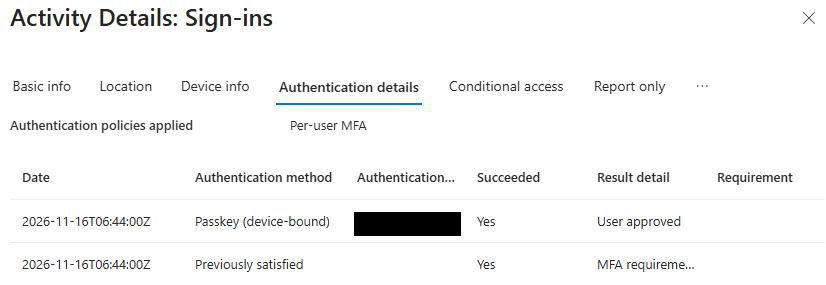 Activity Details: Sign-ins
Basic info Location Device info Authentication details Conditional access Report only ...
Authentication policies applied Per-user MFA
Date Authentication method Authentication... Succeeded Result detail Requirement
2026-11-16T06:44:00Z Passkey (device-bound) Yes User approved
2026-11-16T06:44:00Z Previously satisfied Yes MFA requireme...